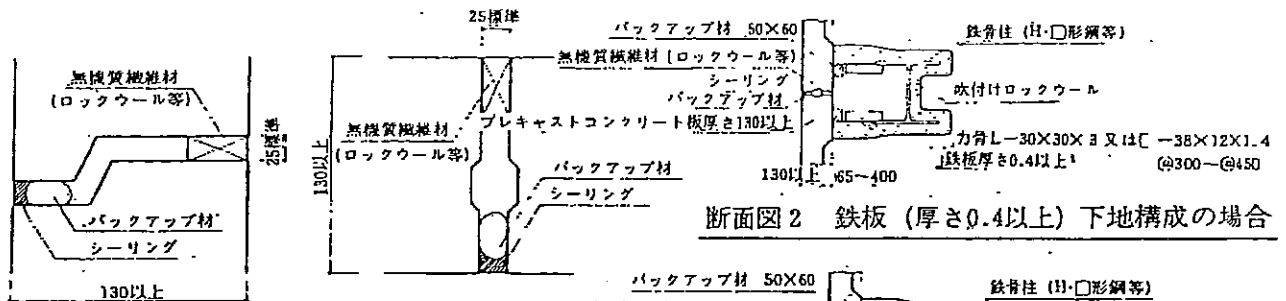 無機質繊維材
(ロックウール等)
25標準
バックアップ材
シーリング
130以上
25標準
無機質繊維材
(ロックウール等)
130以上
バックアップ材
シーリング
バックアップ材 50×60
無機質繊維材 (ロックウール等)
シーリング
バックアップ材
プレキャストコンクリート板厚さ130以上
鉄骨柱 (H・□形鋼等)
吹付けロックウール
力骨L-30×30×3 又は[ -38×12×1.4
鉄板厚さ0.4以上
(@300~@450
130以上 65~400
断面図2 鉄板 (厚さ0.4以上) 下地構成の場合
バックアップ材 50×60
鉄骨柱 (H・□形鋼等)